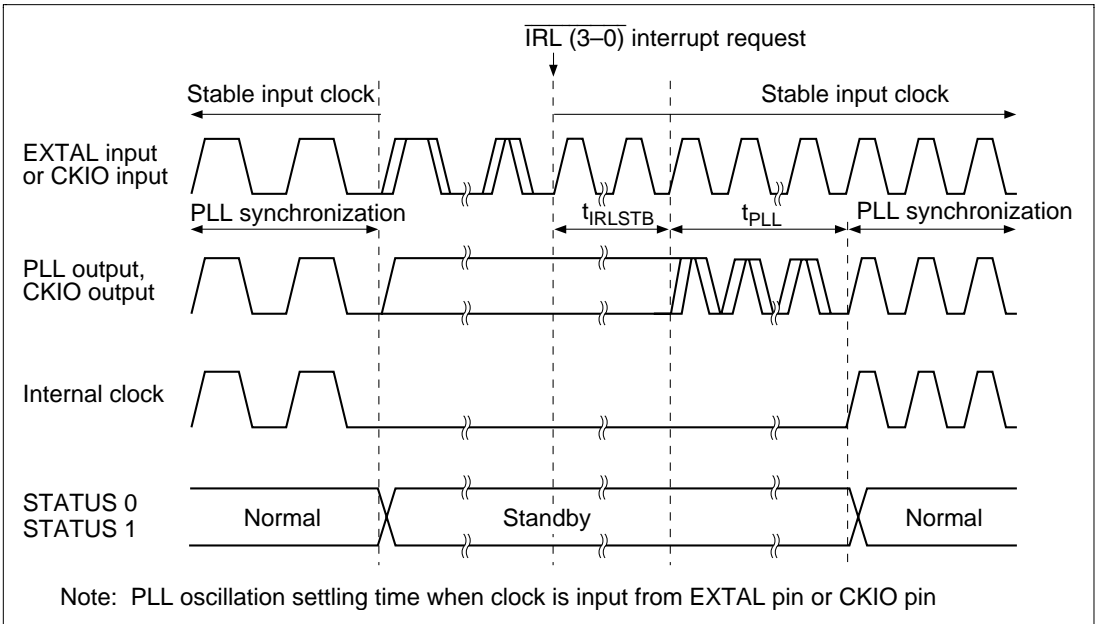 IRL (3–0) interrupt request
Stable input clock
Stable input clock
EXTAL input
or CKIO input
PLL synchronization
tIRLSTB
tPLL
PLL synchronization
PLL output,
CKIO output
Internal clock
STATUS 0
STATUS 1
Normal
Standby
Normal
Note: PLL oscillation settling time when clock is input from EXTAL pin or CKIO pin